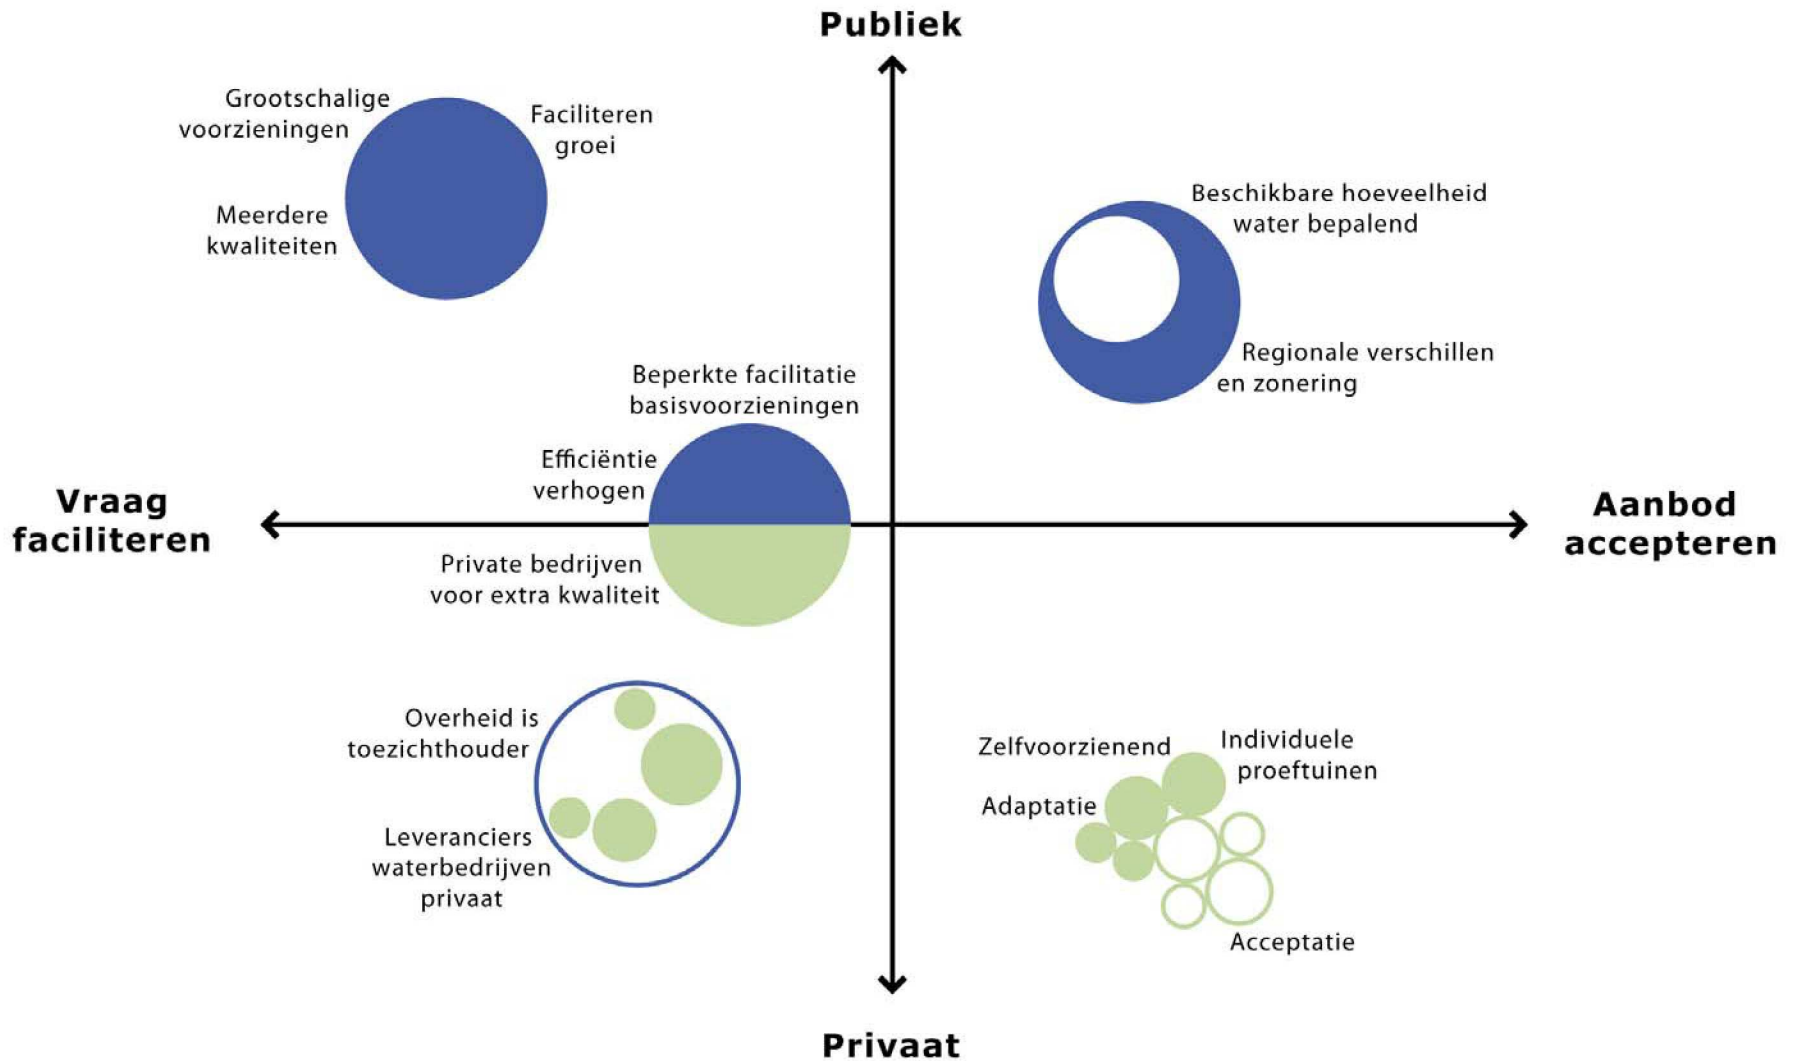 Publiek
Grootschalige
voorzieningen
Faciliteren
groei
Meerdere
kwaliteiten
Beschikbare hoeveelheid
water bepalend
Regionale verschillen
en zonering
Beperkte facilitatie
basisvoorzieningen
Efficiëntie
verhogen
Vraag
faciliteren
Aanbod
accepteren
Private bedrijven
voor extra kwaliteit
Overheid is
toezichthouder
Leveranciers
waterbedrijven
privaat
Zelfvoorzienend
Individuele
proeftuinen
Adaptatie
Acceptatie
Privaat